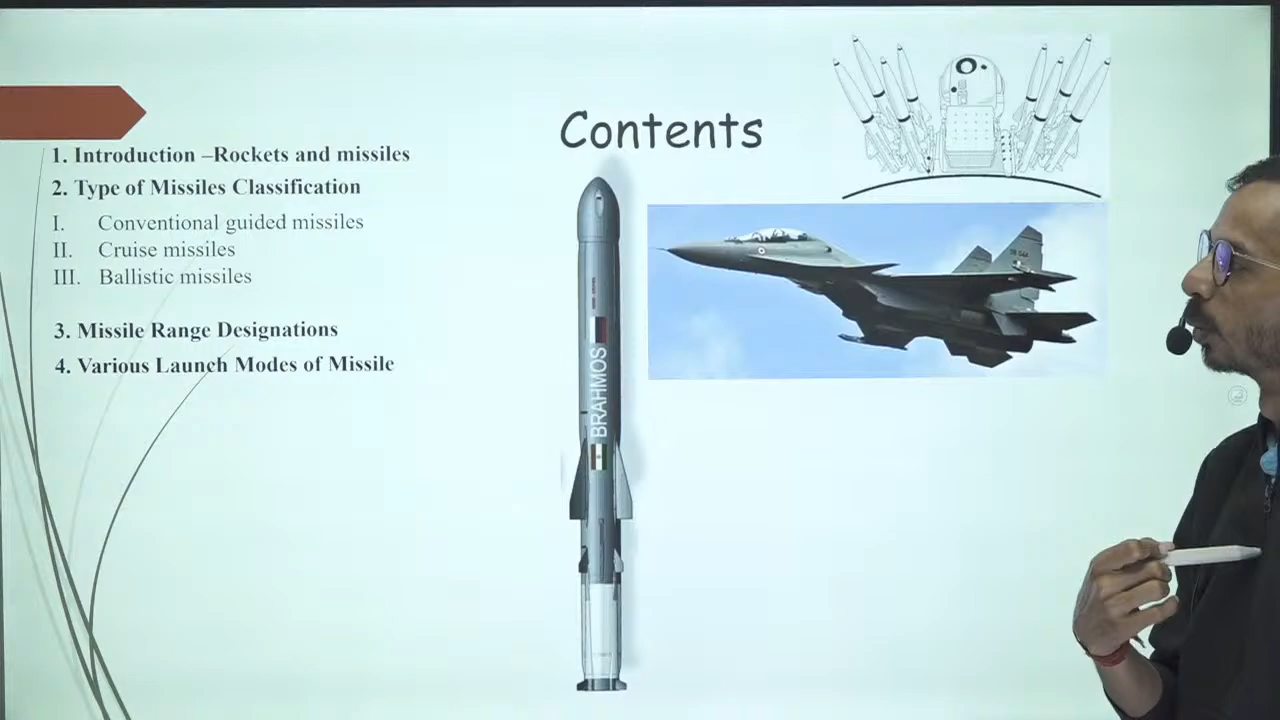 Contents
1. Introduction –Rockets and missiles
2. Type of Missiles Classification
I. Conventional guided missiles
II. Cruise missiles
III. Ballistic missiles
3. Missile Range Designations
4. Various Launch Modes of Missile
BRAHMOS